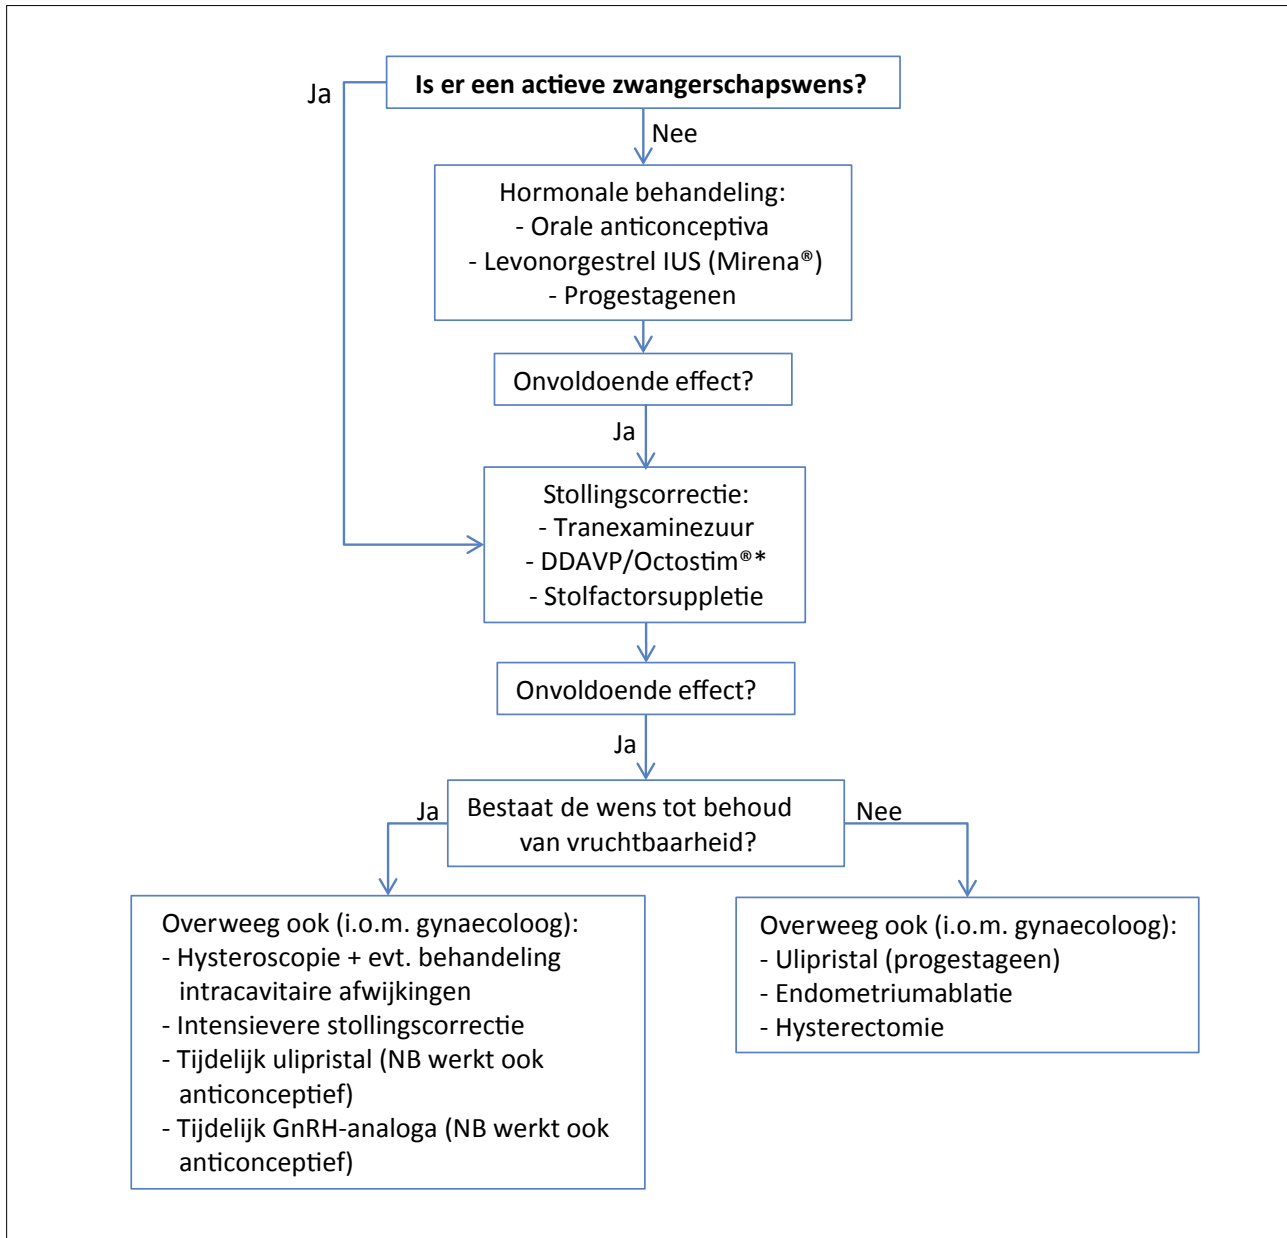 Is er een actieve zwangerschapswens?
Ja
Nee
Hormonale behandeling:
- Orale anticonceptiva
- Levonorgestrel IUS (Mirena®)
- Progestagenen
Onvoldoende effect?
Ja
Stollingscorrectie:
- Tranexaminezuur
- DDAVP/Octostim®*
- Stolfactorsuppletie
Onvoldoende effect?
Ja
Bestaat de wens tot behoud
van vruchtbaarheid?
Ja
Nee
Overweeg ook (i.o.m. gynaecoloog):
- Hysteroscopie + evt. behandeling
intracavitaire afwijkingen
- Intensievere stollingscorrectie
- Tijdelijk ulipristal (NB werkt ook
anticonceptief)
- Tijdelijk GnRH-analoga (NB werkt ook
anticonceptief)
Overweeg ook (i.o.m. gynaecoloog):
- Ulipristal (progestageen)
- Endometriumablatie
- Hysterectomie